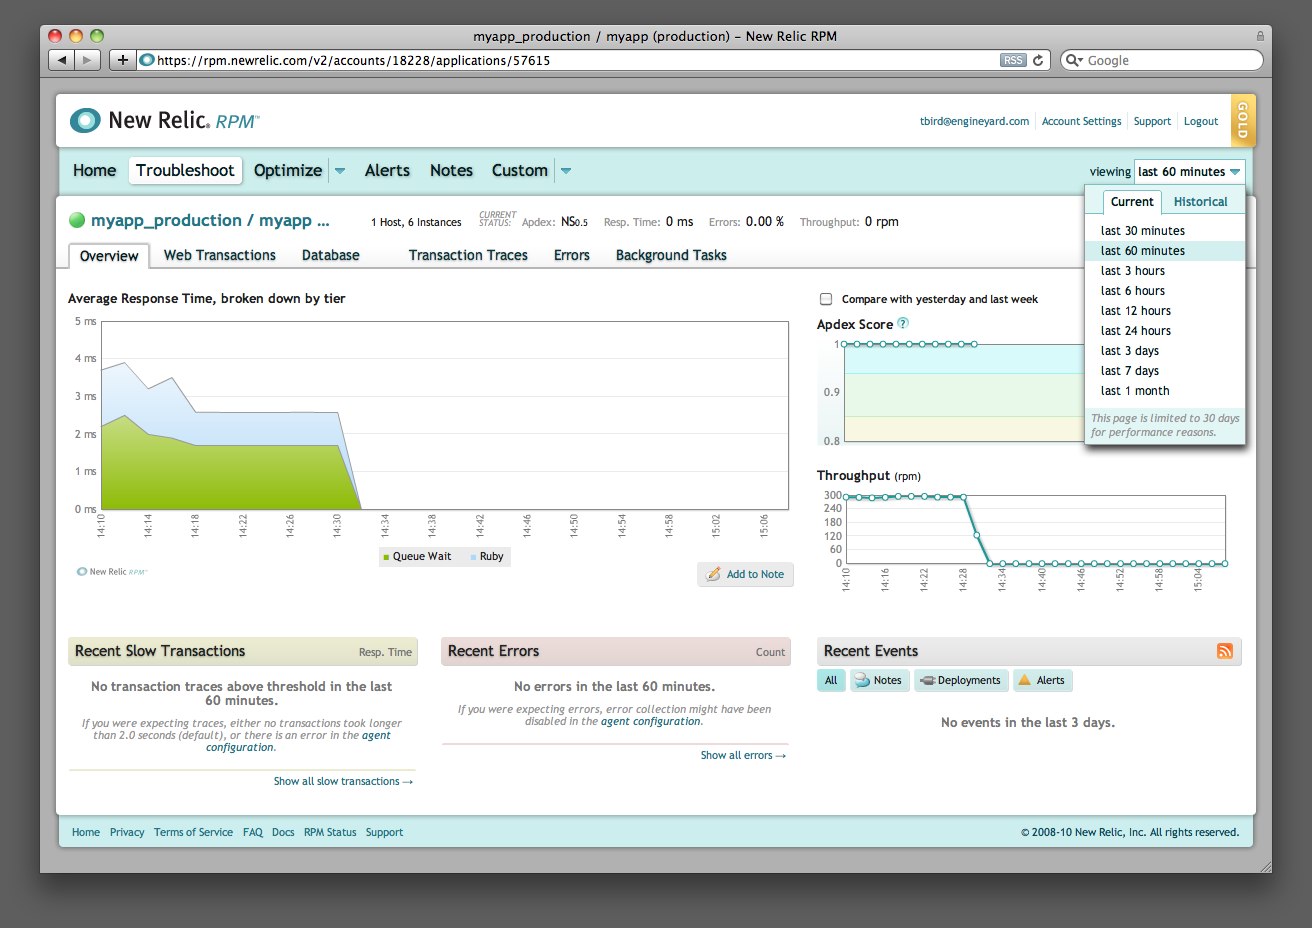 myapp_production / myapp (production) – New Relic RPM
https://rpm.newrelic.com/v2/accounts/18228/applications/57615
RSS
Google
New Relic. RPM™
tbird@engineyard.com Account Settings Support Logout
GOLD
Home Troubleshoot Optimize Alerts Notes Custom
viewing last 60 minutes
Current Historical
last 30 minutes
last 60 minutes
last 3 hours
last 6 hours
last 12 hours
last 24 hours
last 3 days
last 7 days
last 1 month
This page is limited to 30 days
for performance reasons.
myapp_production / myapp ...
1 Host, 6 Instances
CURRENT
STATUS:
Apdex: NS0.5 Resp. Time: 0 ms Errors: 0.00 % Throughput: 0 rpm
Overview Web Transactions Database Transaction Traces Errors Background Tasks
Average Response Time, broken down by tier
5 ms
4 ms
3 ms
2 ms
1 ms
0 ms
14:10 14:14 14:18 14:22 14:26 14:30 14:34 14:38 14:42 14:46 14:50 14:54 14:58 15:02 15:06
Queue Wait Ruby
New Relic RPM™
Add to Note
Compare with yesterday and last week
Apdex Score ?
1
0.9
0.8
Throughput (rpm)
300
240
180
120
60
0
14:10 14:16 14:22 14:28 14:34 14:40 14:46 14:52 14:58 15:04
Recent Slow Transactions Resp. Time
No transaction traces above threshold in the last
60 minutes.
If you were expecting traces, either no transactions took longer
than 2.0 seconds (default), or there is an error in the agent
configuration.
Show all slow transactions →
Recent Errors Count
No errors in the last 60 minutes.
If you were expecting errors, error collection might have been
disabled in the agent configuration.
Show all errors →
Recent Events
All Notes Deployments Alerts
No events in the last 3 days.
Home Privacy Terms of Service FAQ Docs RPM Status Support
© 2008-10 New Relic, Inc. All rights reserved.